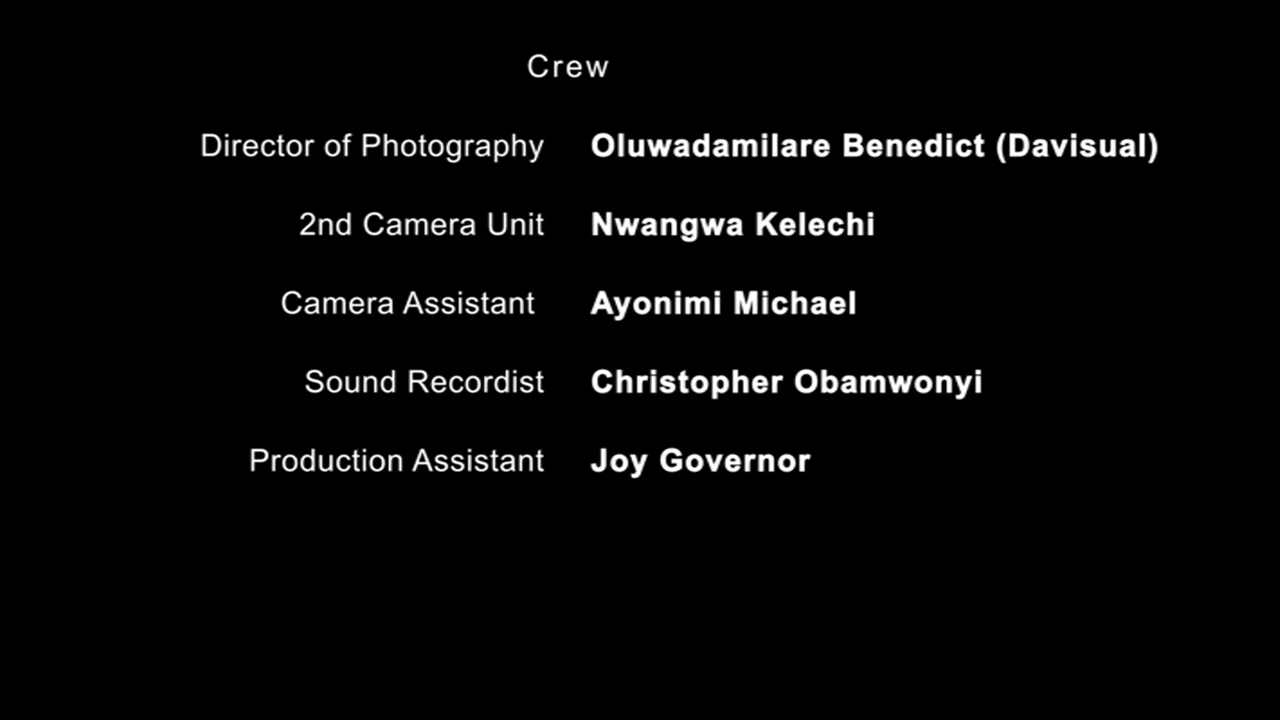 Crew
Director of Photography Oluwadamilare Benedict (Davisual)
2nd Camera Unit Nwangwa Kelechi
Camera Assistant Ayonimi Michael
Sound Recordist Christopher Obamwonyi
Production Assistant Joy Governor